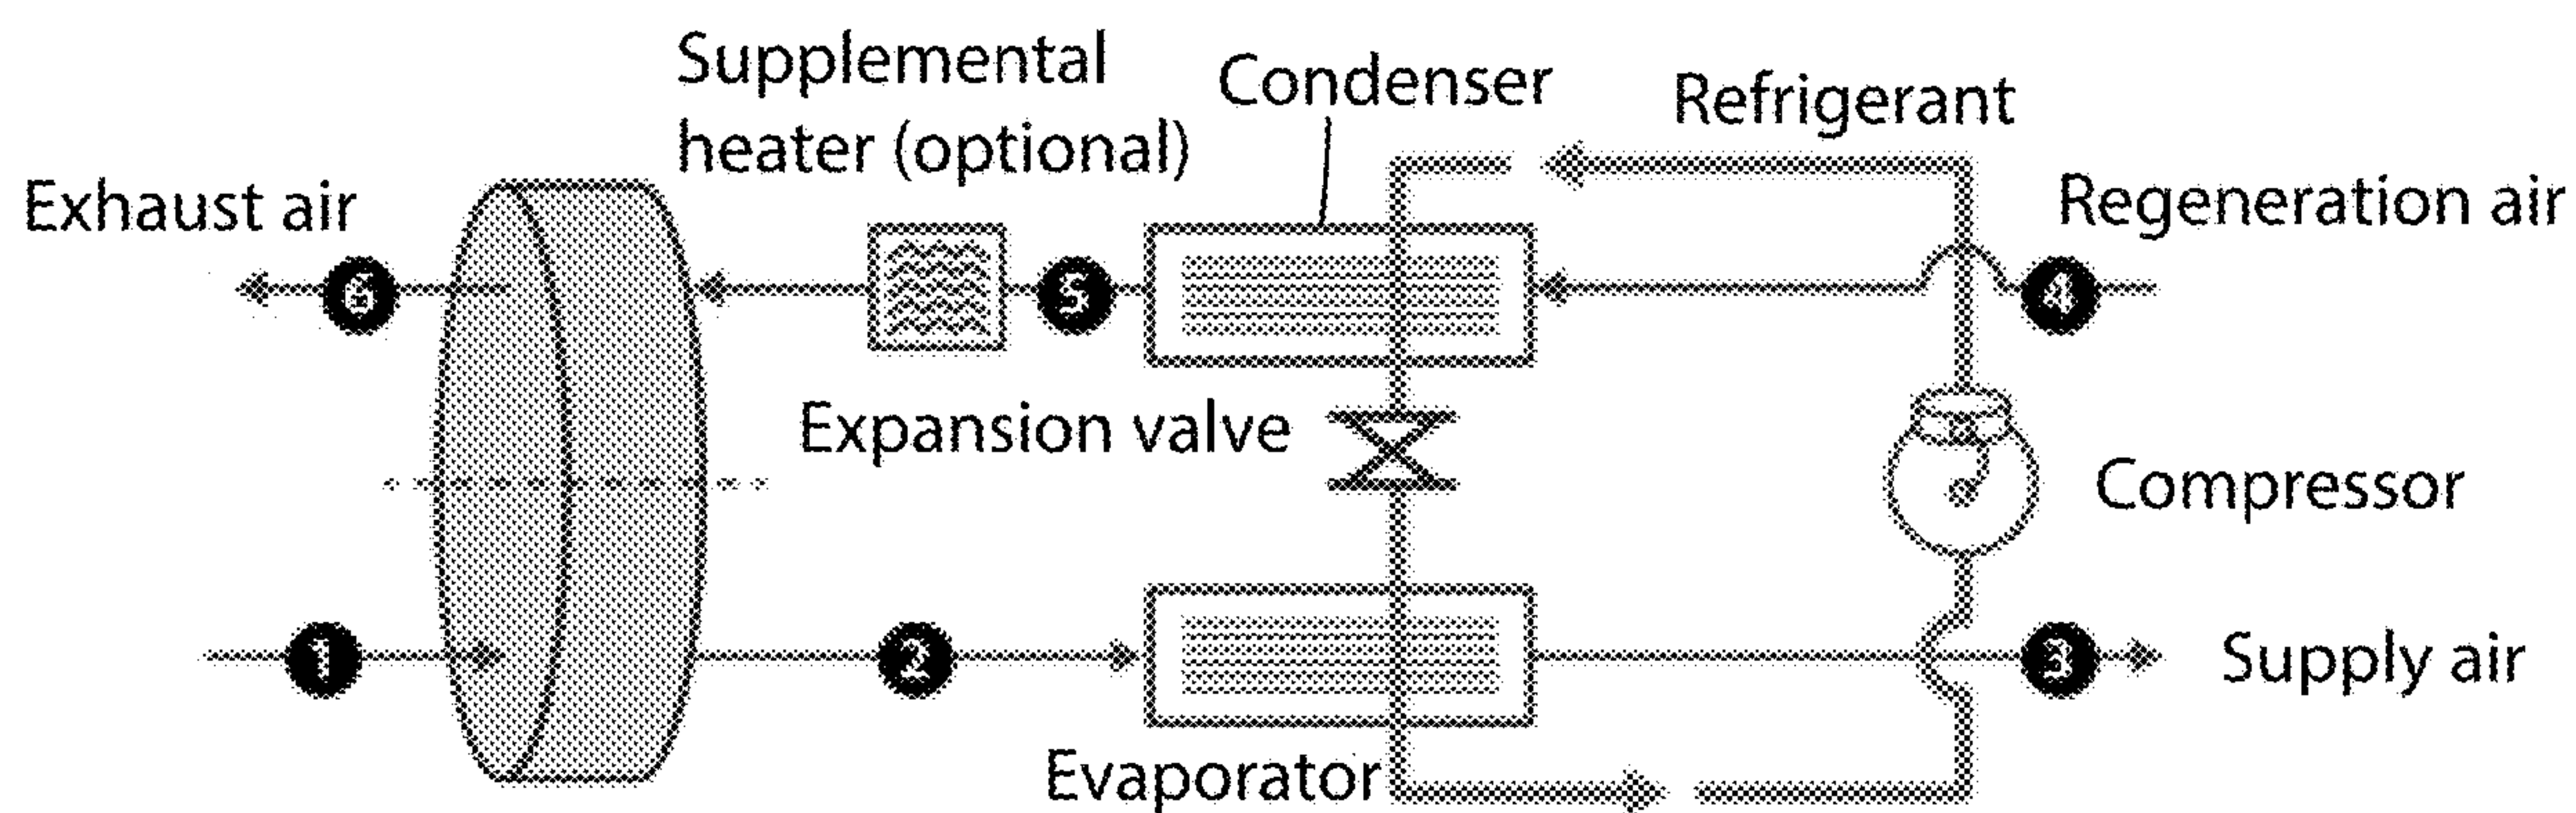 Supplemental
heater (optional)
Condenser
Refrigerant
Exhaust air
Regeneration air
6
5
4
Expansion valve
Compressor
1
2
3
Supply air
Evaporator